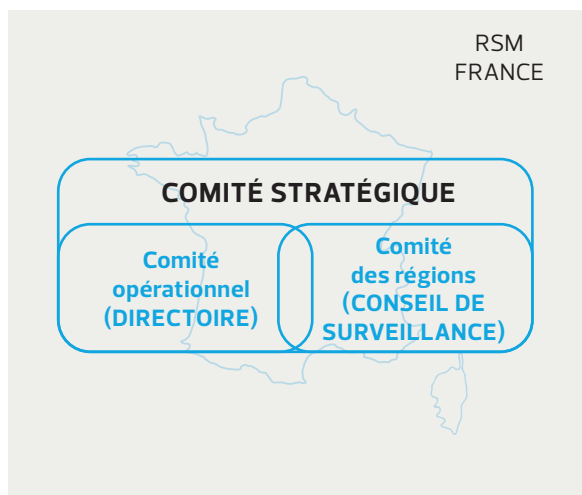 RSM
FRANCE
COMITÉ STRATÉGIQUE
Comité
opérationnel
(DIRECTOIRE)
Comité
des régions
(CONSEIL DE
SURVEILLANCE)